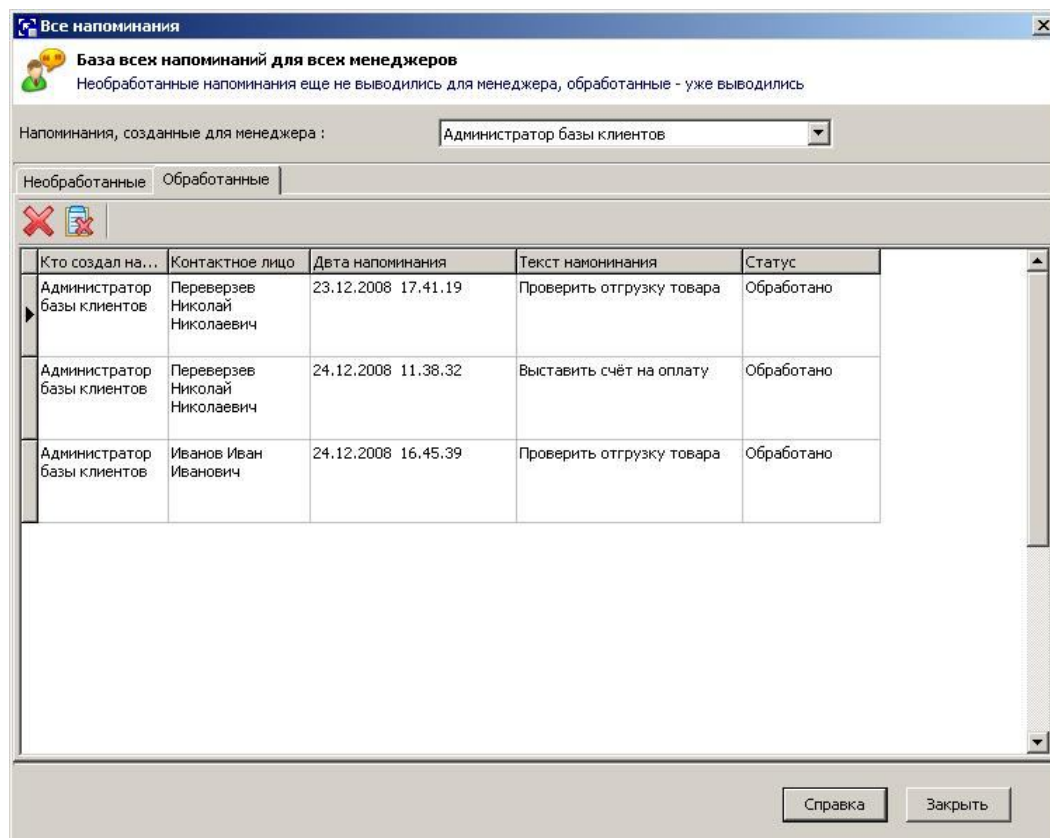 Все напоминания
База всех напоминаний для всех менеджеров
Необработанные напоминания еще не выводились для менеджера, обработанные - уже выводились
Напоминания, созданные для менеджера :
Администратор базы клиентов
Необработанные Обработанные
Кто создал на... Контактное лицо Двта напоминания Текст намонинания Статус
Администратор Переверзев 23.12.2008 17.41.19 Проверить отгрузку товара Обработано
базы клиентов Николай
Николаевич
Администратор Переверзев 24.12.2008 11.38.32 Выставить счёт на оплату Обработано
базы клиентов Николай
Николаевич
Администратор Иванов Иван 24.12.2008 16.45.39 Проверить отгрузку товара Обработано
базы клиентов Иванович
Справка Закрыть